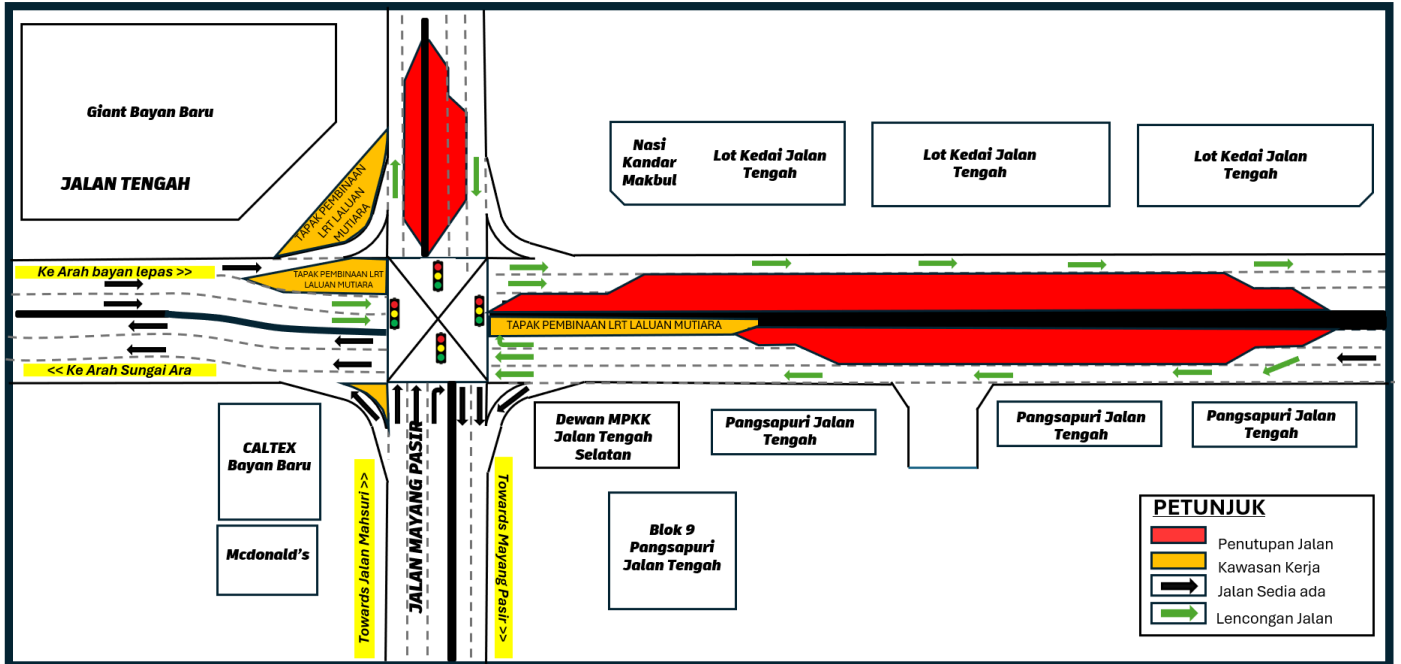 Giant Bayan Baru
JALAN TENGAH
TAPAK PEMBINAAN
LRT LALUAN
MUTIARA
Nasi
Kandar
Makbul
Lot Kedai Jalan
Tengah
Lot Kedai Jalan
Tengah
Lot Kedai Jalan
Tengah
Ke Arah bayan lepas >>
TAPAK PEMBINAAN LRT
LALUAN MUTIARA
TAPAK PEMBINAAN LRT LALUAN MUTIARA
<< Ke Arah Sungai Ara
CALTEX
Bayan Baru
Mcdonald's
Towards Jalan Mahsuri >>
JALAN MAYANG PASIR
Towards Mayang Pasir >>
Dewan MPKK
Jalan Tengah
Selatan
Pangsapuri Jalan
Tengah
Pangsapuri Jalan
Tengah
Pangsapuri Jalan
Tengah
Blok 9
Pangsapuri
Jalan Tengah
PETUNJUK
Penutupan Jalan
Kawasan Kerja
Jalan Sedia ada
Lencongan Jalan